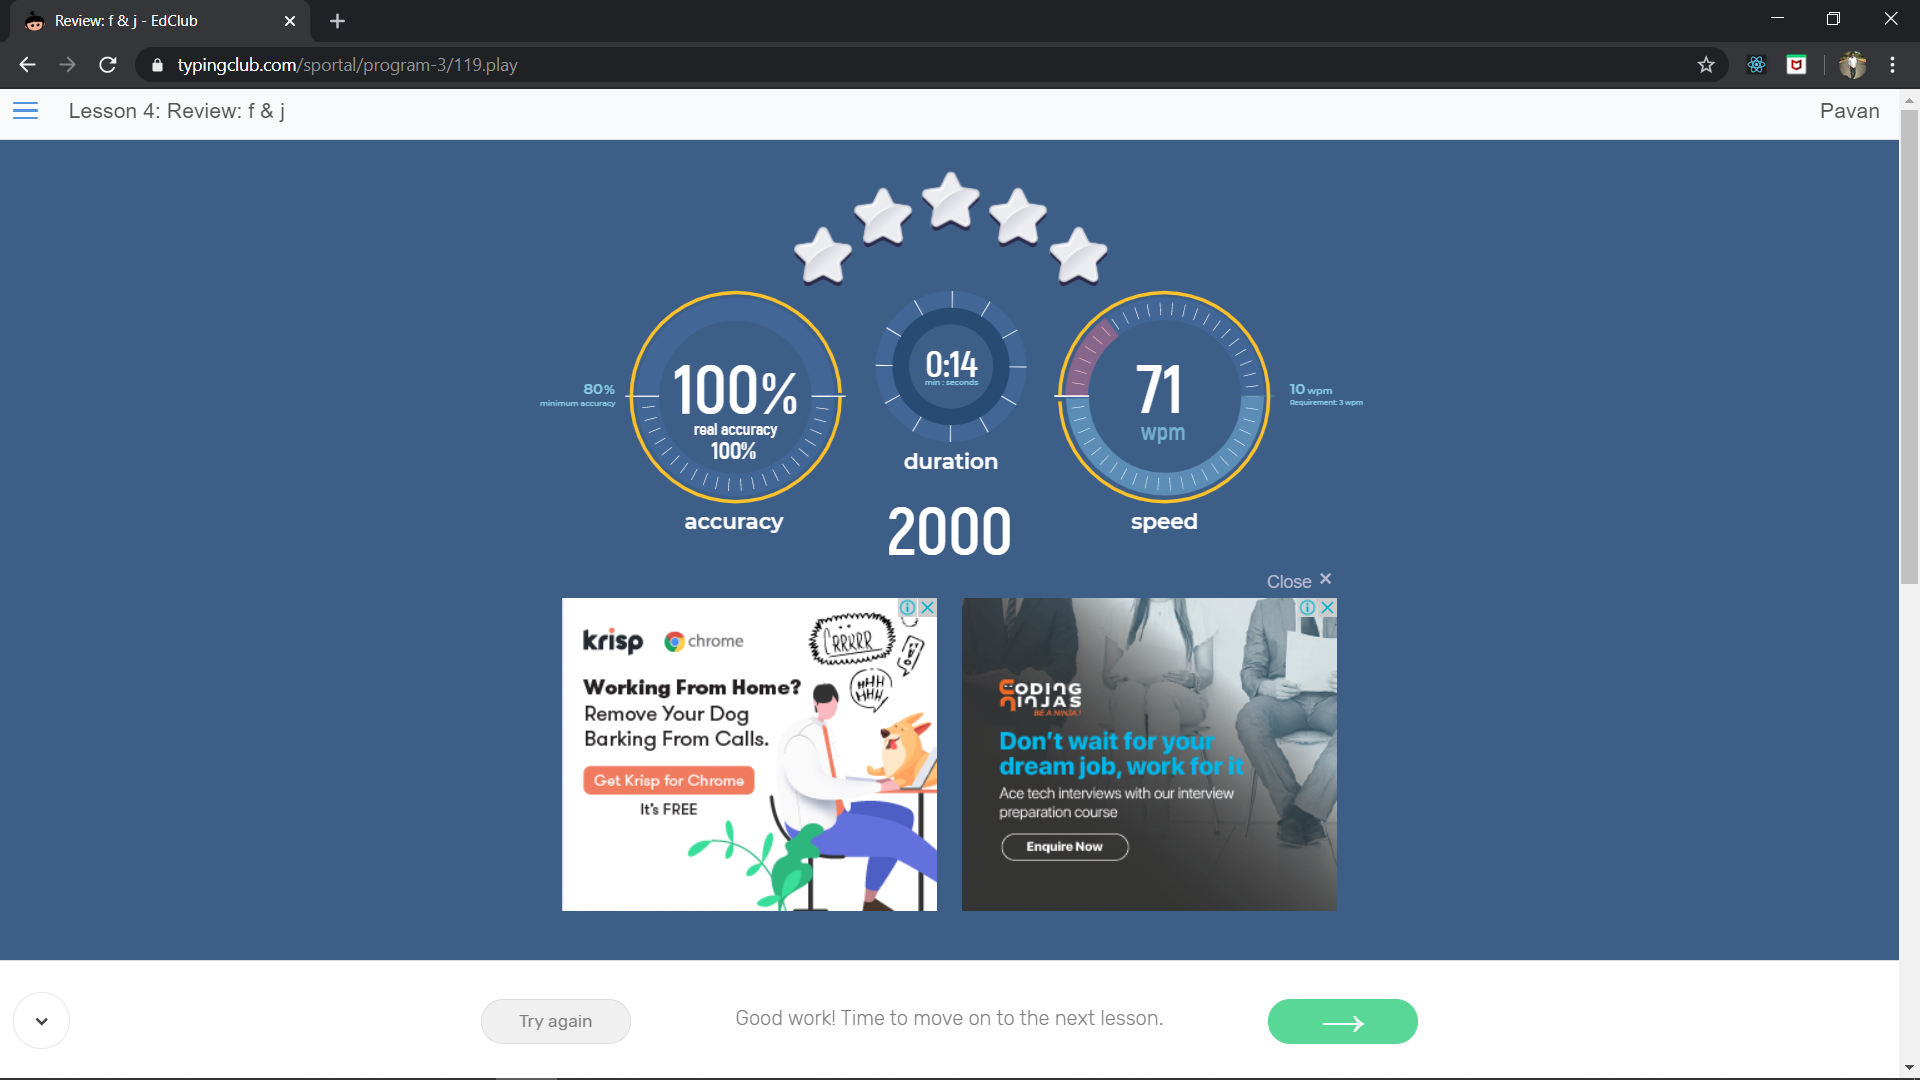 Review: f & j - EdClub
typingclub.com/sportal/program-3/119.play
Lesson 4: Review: f & j
Pavan
80%
minimum accuracy
100%
real accuracy
100%
accuracy
0:14
min : seconds
duration
2000
71
wpm
speed
10 wpm
Requirement: 3 wpm
Close
krisp chrome
CRRRRR
HHH
HHH
Working From Home?
Remove Your Dog
Barking From Calls.
Get Krisp for Chrome
It's FREE
CODING
NINJAS
BE A NINJA!
Don't wait for your
dream job, work for it
Ace tech interviews with our interview
preparation course
Enquire Now
Try again
Good work! Time to move on to the next lesson.